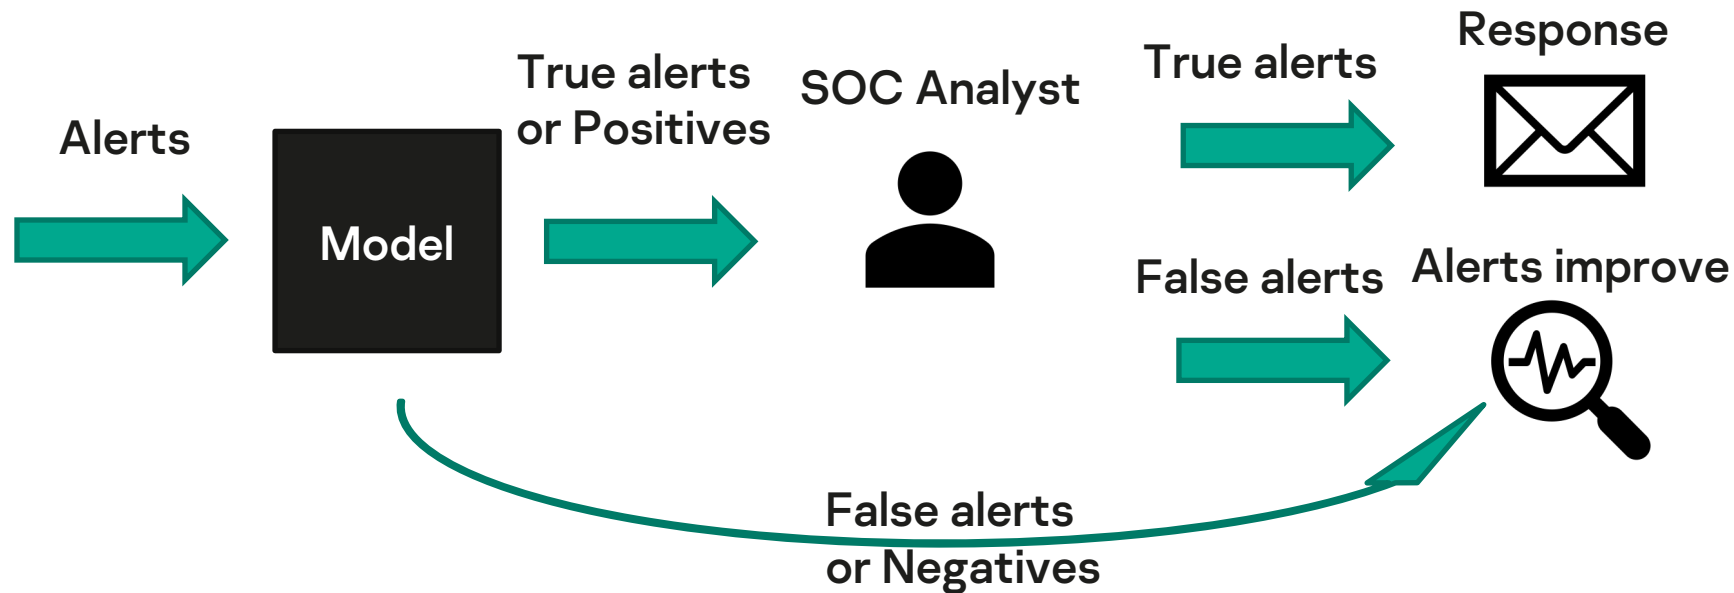 Alerts
Model
True alerts
or Positives
SOC Analyst
True alerts
Response
False alerts
Alerts improve
False alerts
or Negatives